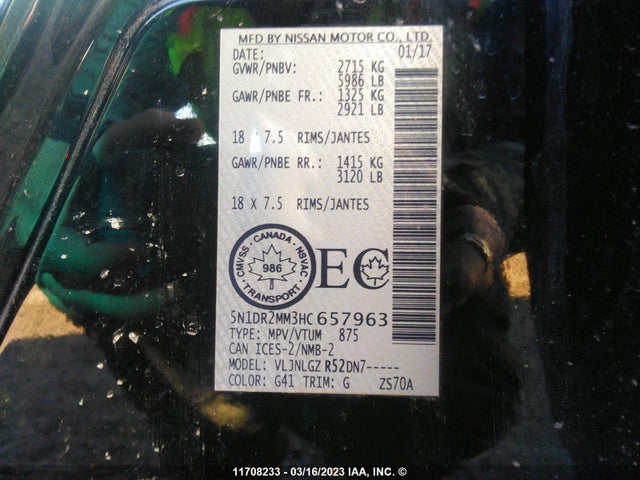 MFD BY NISSAN MOTOR CO., LTD.
DATE: 01/17
GVWR/PNBV: 2715 KG
5986 LB
GAWR/PNBE FR.: 1325 KG
2921 LB
18 X 7.5 RIMS/JANTES
GAWR/PNBE RR.: 1415 KG
3120 LB
18 X 7.5 RIMS/JANTES
CANADA
CMVSS NSVAC
986
TRANSPORT
EC
5N1DR2MM3HC657963
TYPE: MPV/VTUM 875
CAN ICES-2/NMB-2
MODEL: VLJNLGZ R52DN7-----
COLOR: G41 TRIM: G ZS70A
11708233 - 03/16/2023 IAA, INC. ©